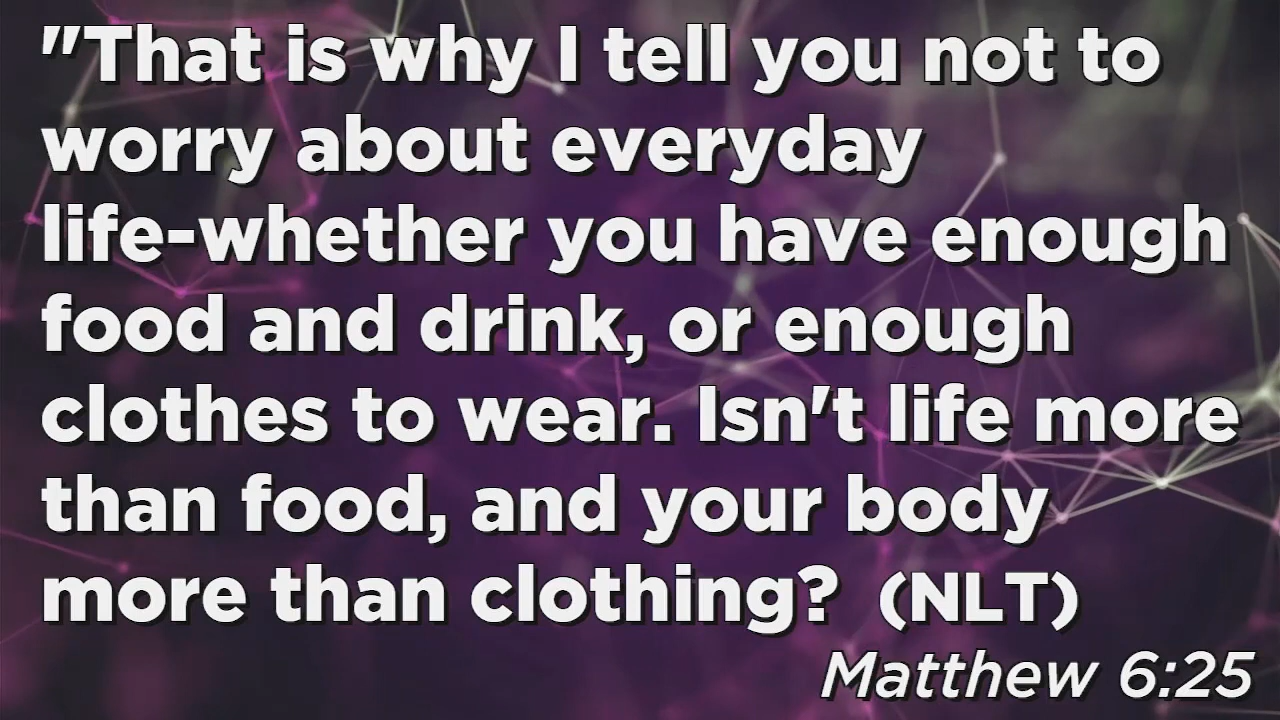 "That is why I tell you not to
worry about everyday
life-whether you have enough
food and drink, or enough
clothes to wear. Isn't life more
than food, and your body
more than clothing? (NLT)
Matthew 6:25